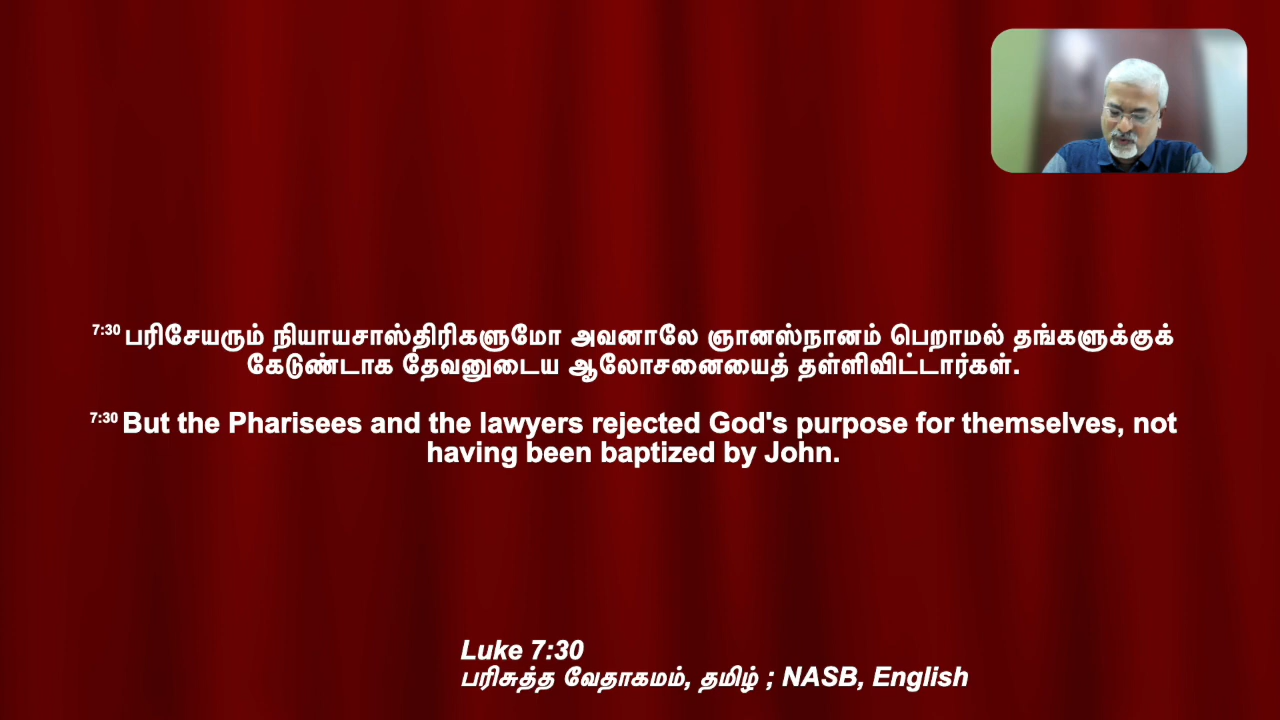 7:30 பரிசேயரும் நியாயசாஸ்திரிகளுமோ அவனாலே ஞானஸ்நானம் பெறாமல் தங்களுக்குக்
கேடுண்டாக தேவனுடைய ஆலோசனையைத் தள்ளிவிட்டார்கள்.
7:30 But the Pharisees and the lawyers rejected God's purpose for themselves, not
having been baptized by John.
Luke 7:30
பரிசுத்த வேதாகமம், தமிழ் ; NASB, English